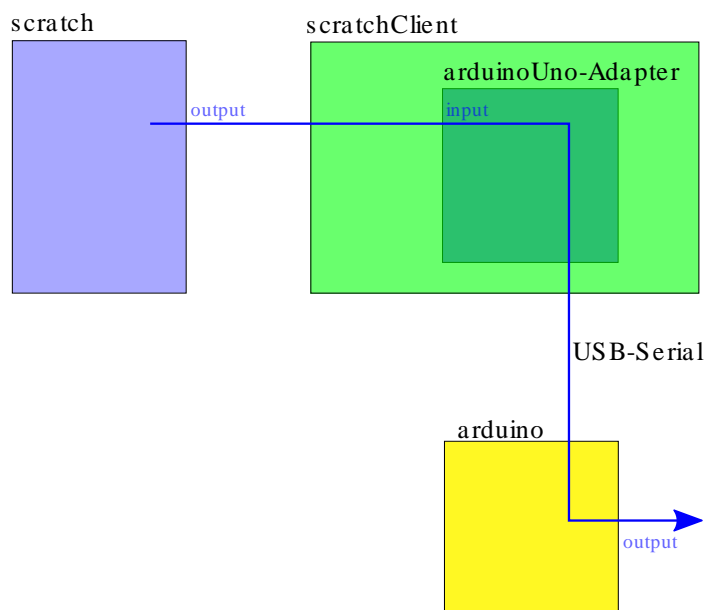 scratch
scratchClient
arduinoUno-Adapter
output
input
USB-Serial
arduino
output